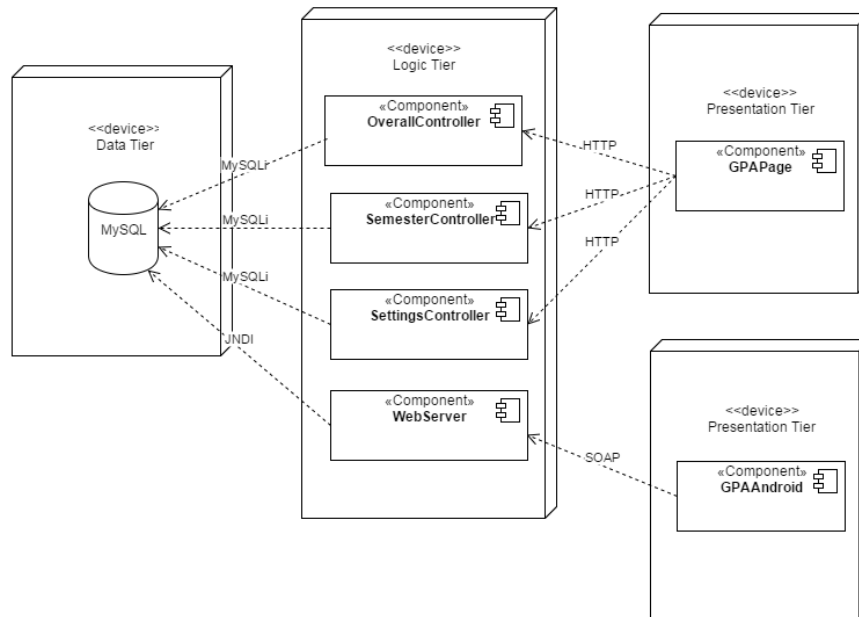 <<device>>
Data Tier
MySQL
MySQLi
MySQLi
MySQLi
JNDI
<<device>>
Logic Tier
«Component»
OverallController
«Component»
SemesterController
«Component»
SettingsController
«Component»
WebServer
HTTP
HTTP
HTTP
SOAP
<<device>>
Presentation Tier
«Component»
GPAPage
<<device>>
Presentation Tier
«Component»
GPAAndroid